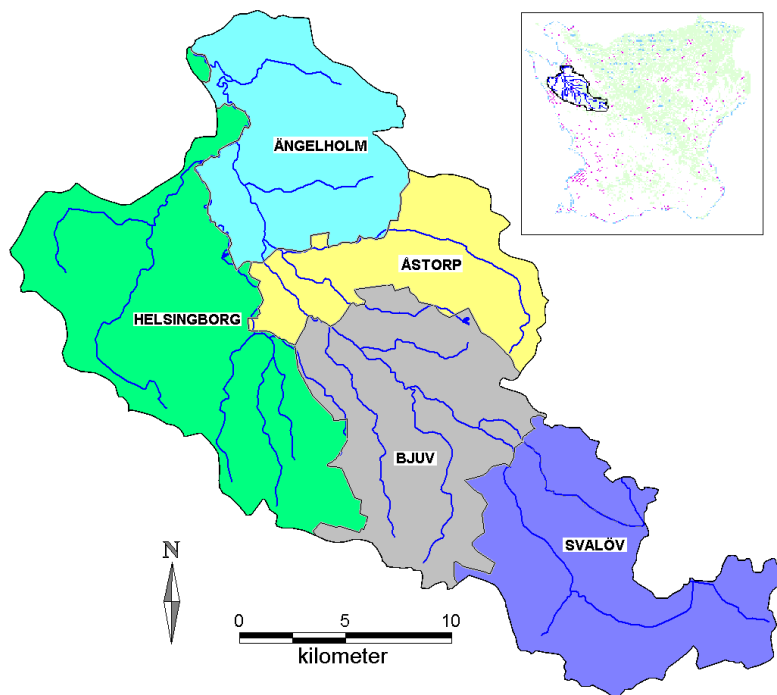 ÄNGELHOLM
ÅSTORP
HELSINGBORG
BJUV
SVALÖV
N
0 5 10
kilometer